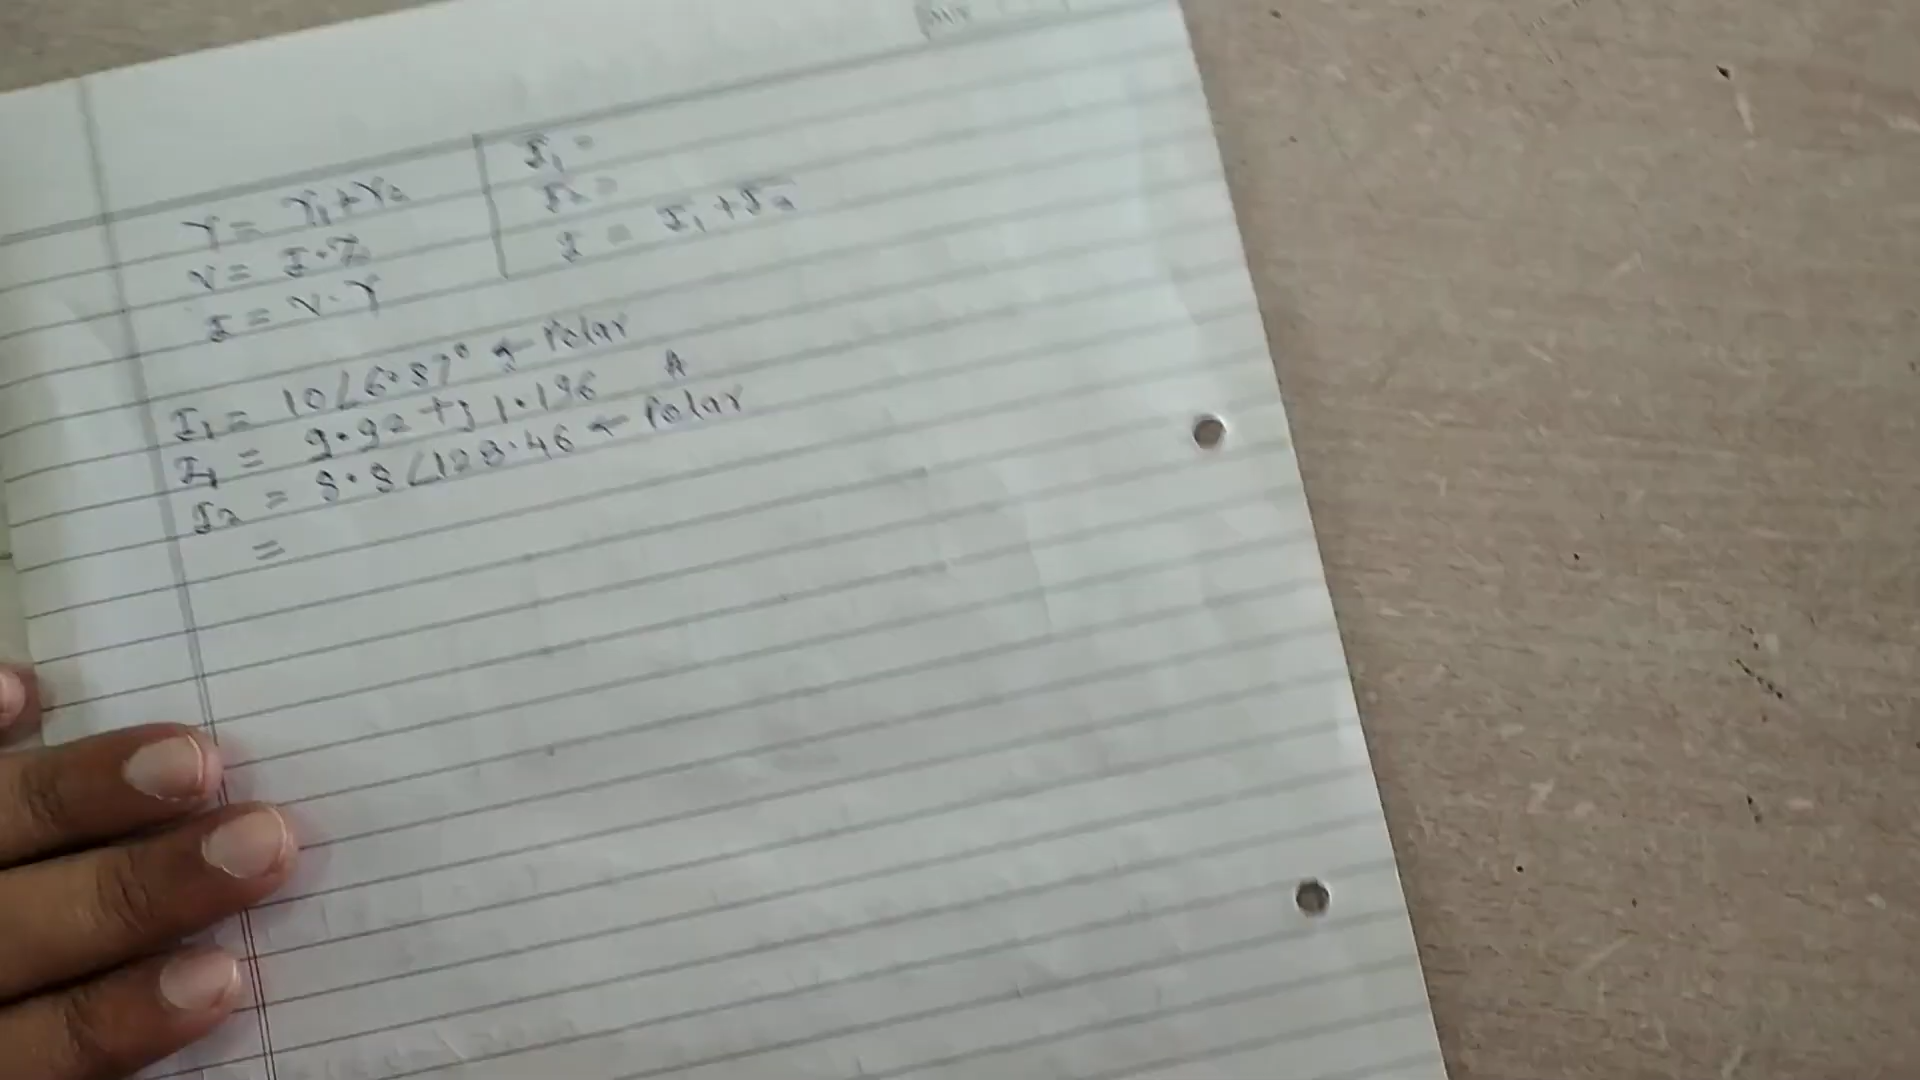 Y = Y₁+Y₂
V = I·Z
I = V·Y
I₁ =
I₂ =
I = I₁+I₂
I₁ = 10∠6.87° ← Polar
I₁ = 9.92+j 1.196 A
I₂ = 8.8∠128.46 ← Polar
=